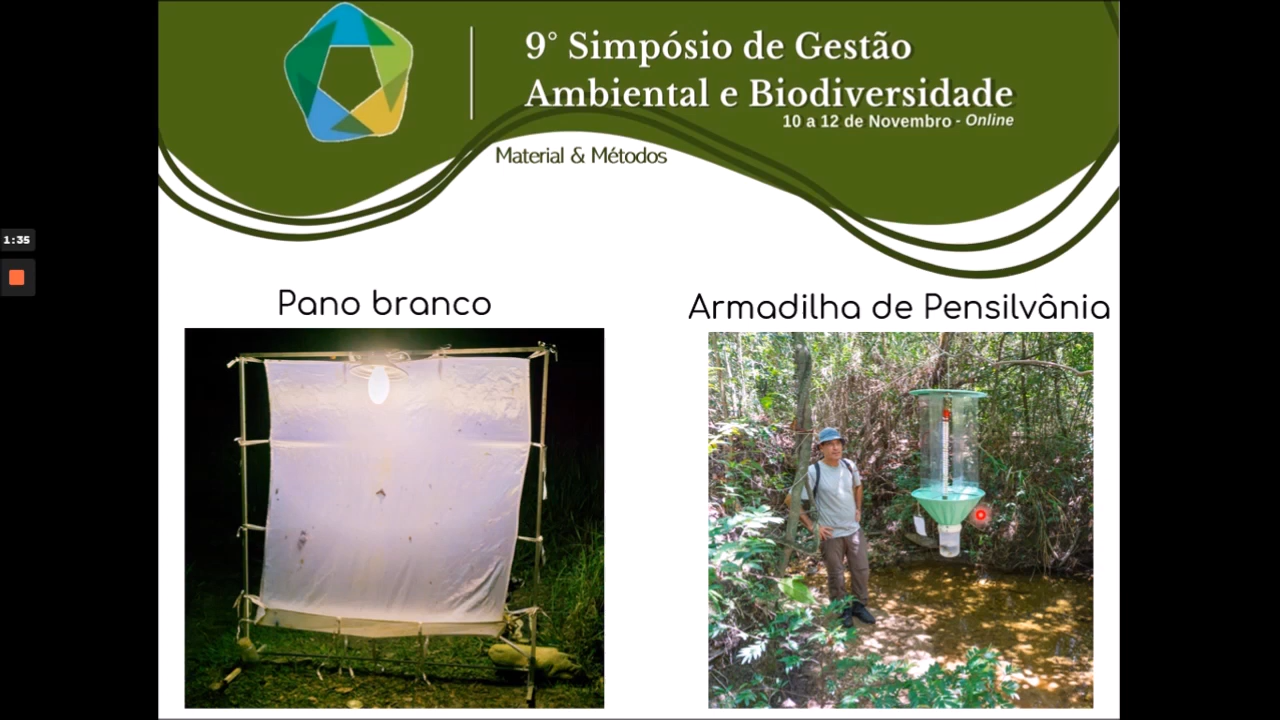 9° Simpósio de Gestão
Ambiental e Biodiversidade
10 a 12 de Novembro - Online
Material & Métodos
1:35
Pano branco
Armadilha de Pensilvânia